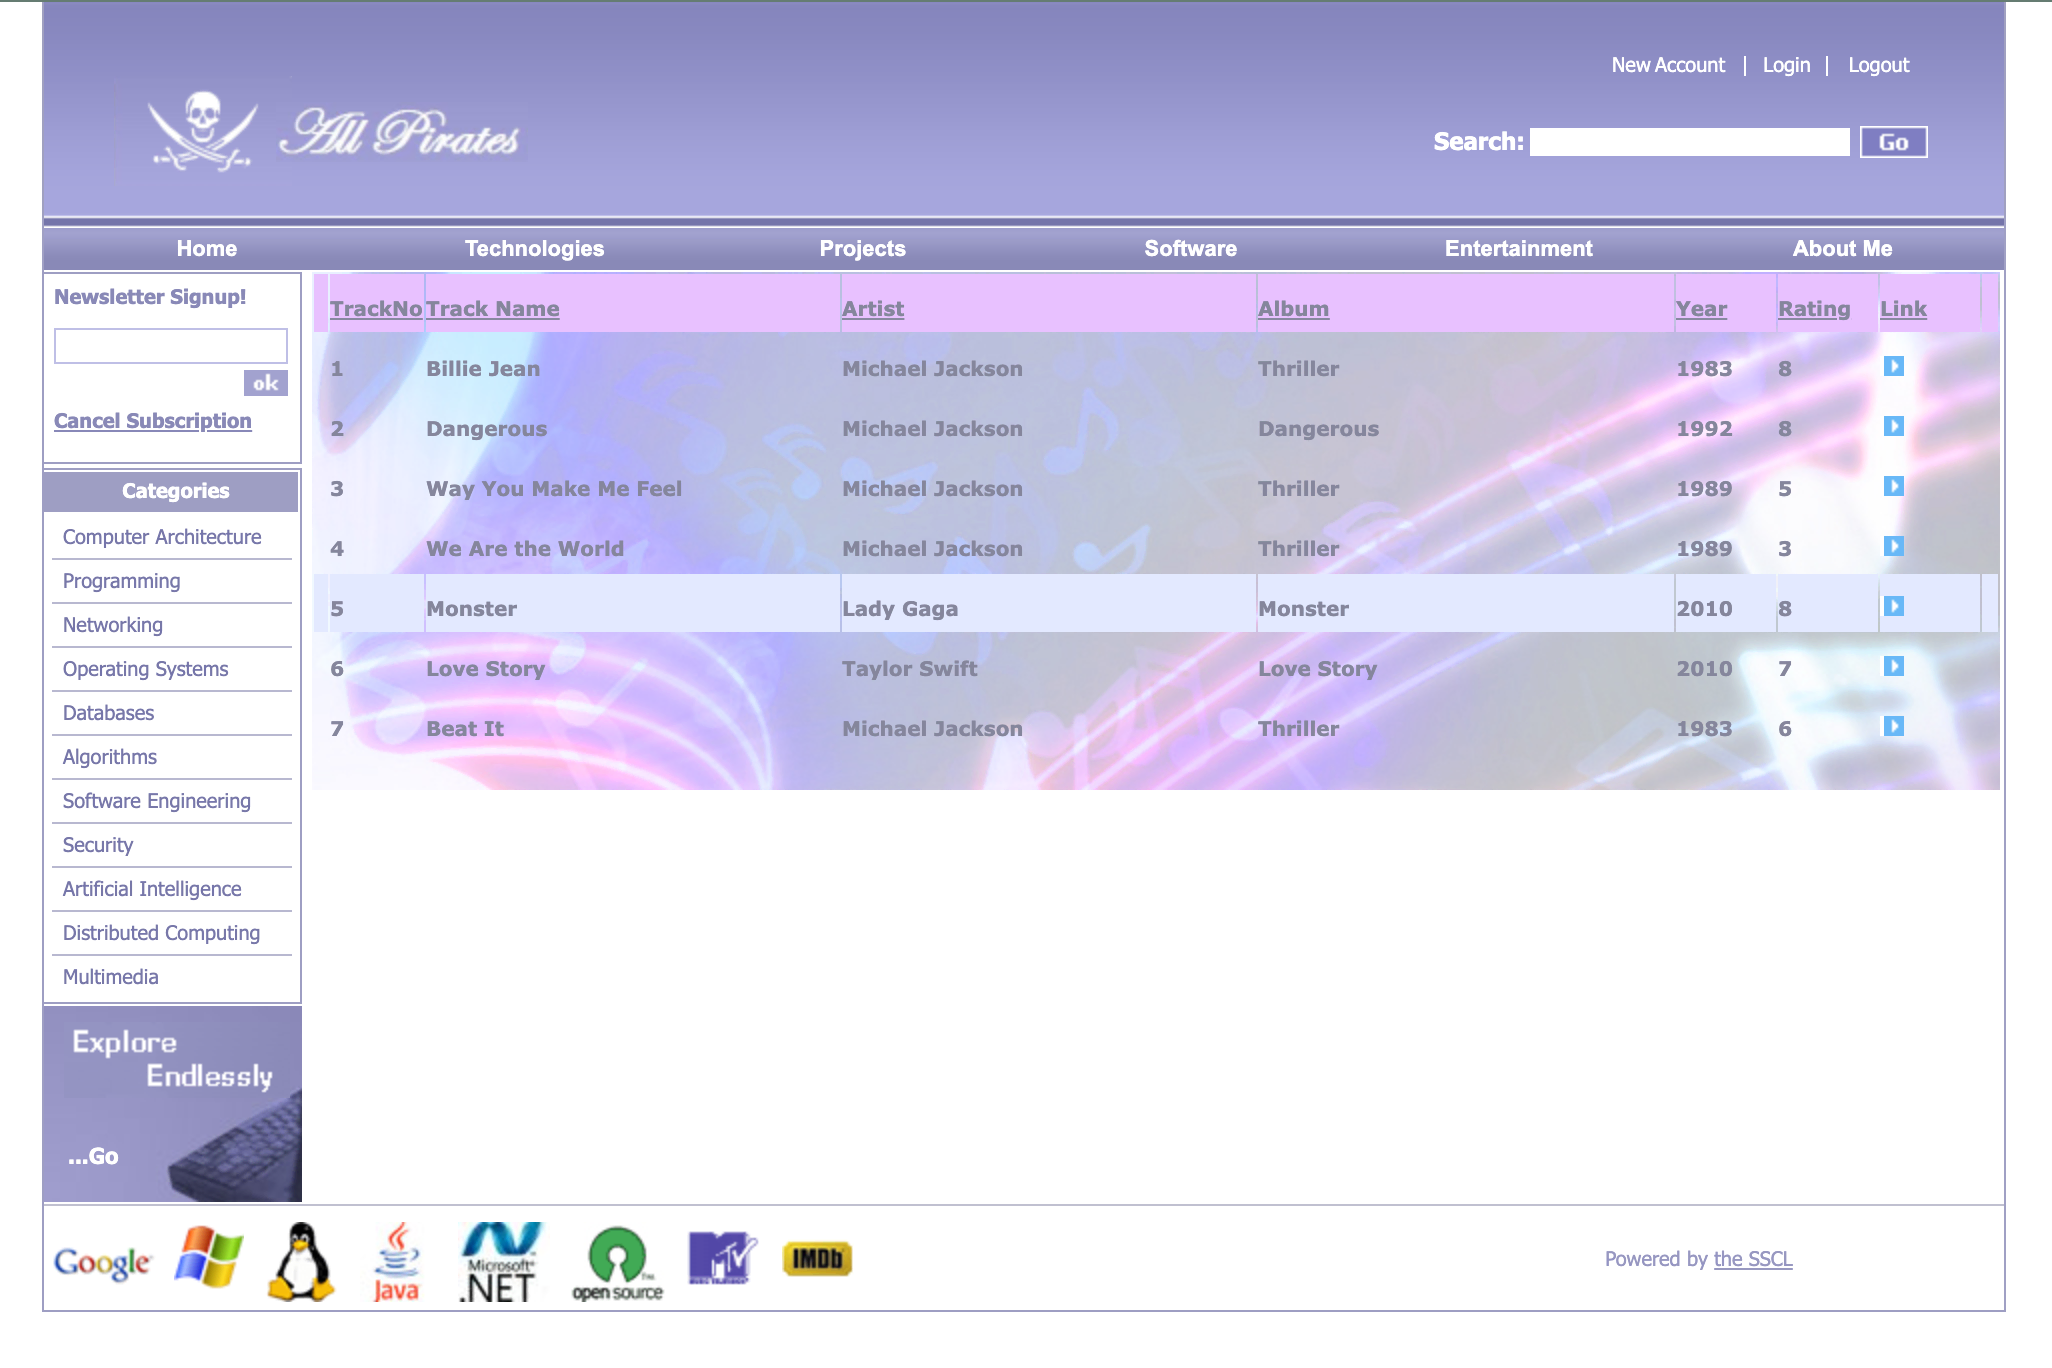 New Account | Login | Logout
All Pirates
Search: Go
Home Technologies Projects Software Entertainment About Me
Newsletter Signup!
ok
Cancel Subscription
Categories
Computer Architecture
Programming
Networking
Operating Systems
Databases
Algorithms
Software Engineering
Security
Artificial Intelligence
Distributed Computing
Multimedia
Explore
Endlessly
...Go
TrackNo Track Name Artist Album Year Rating Link
1 Billie Jean Michael Jackson Thriller 1983 8
2 Dangerous Michael Jackson Dangerous 1992 8
3 Way You Make Me Feel Michael Jackson Thriller 1989 5
4 We Are the World Michael Jackson Thriller 1989 3
5 Monster Lady Gaga Monster 2010 8
6 Love Story Taylor Swift Love Story 2010 7
7 Beat It Michael Jackson Thriller 1983 6
Google
Java
Microsoft
.NET
open source
MTV
MUSIC TELEVISION
IMDb
Powered by the SSCL